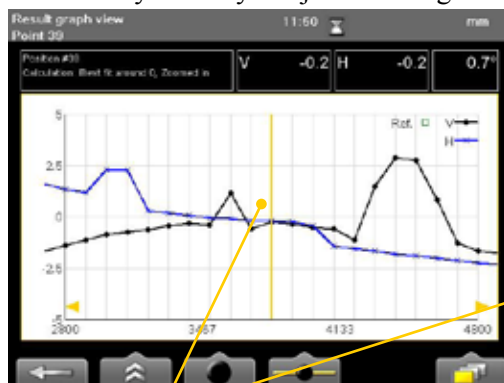 Result graph view 11:50 mm
Point 39
Position #39
Calculation: Best fit around 0, Zoomed in
V -0.2 H -0.2 0.7°
5
Ref. V
H
2.5
0
-2.5
-5
2800 3467 4133 4800